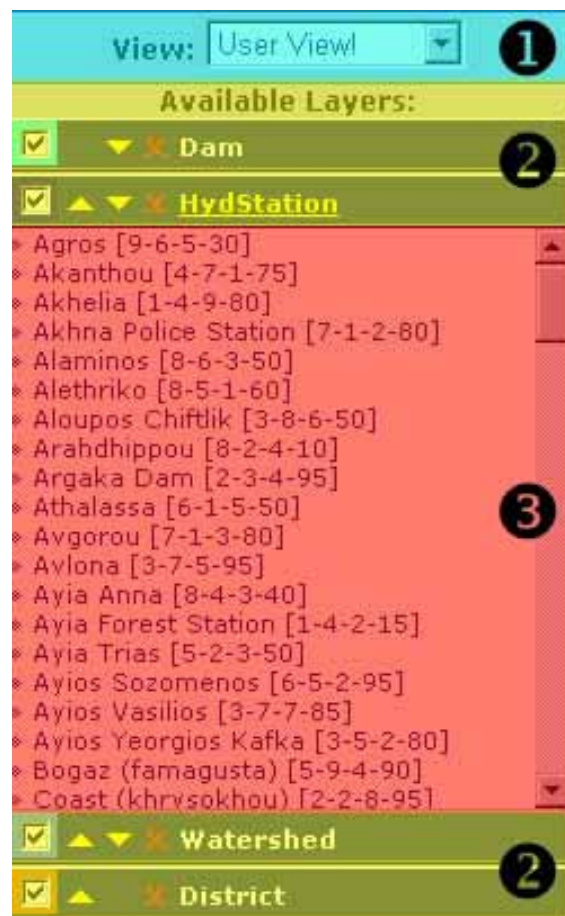 View: User View! 1
Available Layers:
Dam 2
HydStation
Agros [9-6-5-30]
Akanthou [4-7-1-75]
Akhelia [1-4-9-80]
Akhna Police Station [7-1-2-80]
Alaminos [8-6-3-50]
Alethriko [8-5-1-60]
Aloupos Chiftlik [3-8-6-50]
Arahdhippou [8-2-4-10]
Argaka Dam [2-3-4-95]
Athalassa [6-1-5-50]
3
Avgorou [7-1-3-80]
Avlona [3-7-5-95]
Ayia Anna [8-4-3-40]
Ayia Forest Station [1-4-2-15]
Ayia Trias [5-2-3-50]
Ayios Sozomenos [6-5-2-95]
Ayios Vasilios [3-7-7-85]
Ayios Yeorgios Kafka [3-5-2-80]
Bogaz (famagusta) [5-9-4-90]
Coast (khrysokhou) [2-2-8-95]
Watershed
2
District